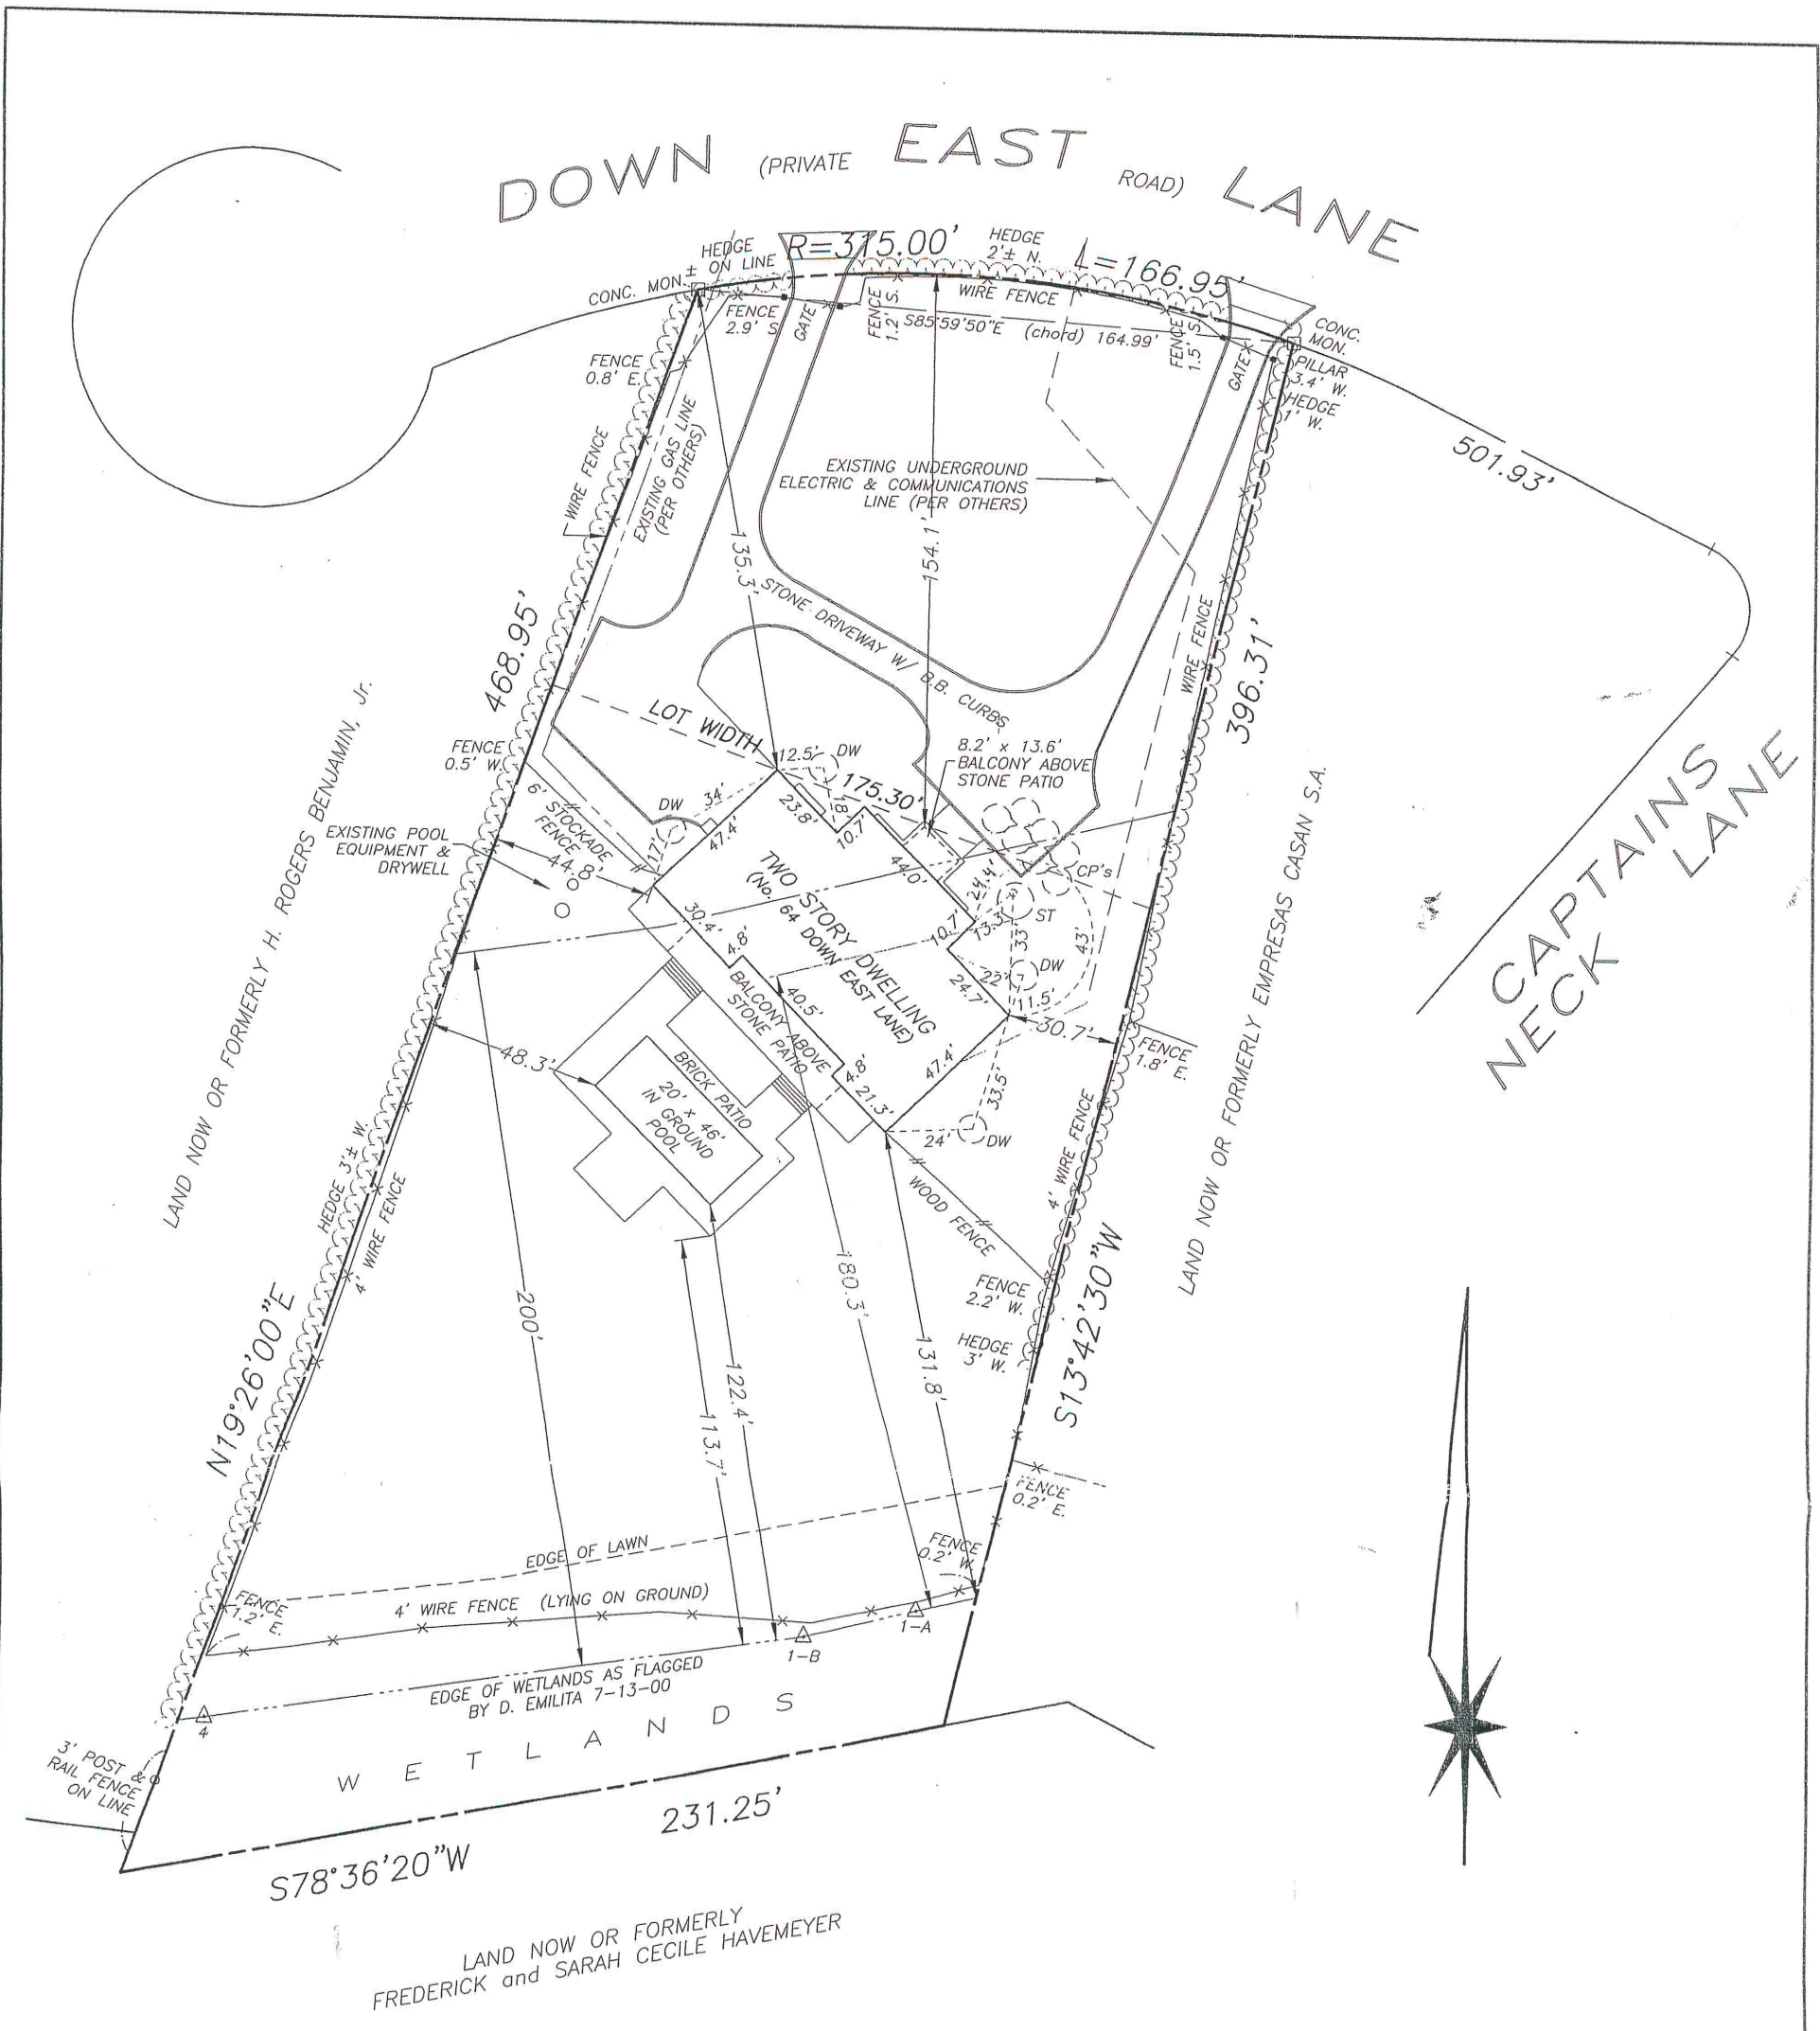 DOWN (PRIVATE EAST ROAD) LANE
HEDGE
± ON LINE
R=315.00'
HEDGE
2'± N.
L=166.95'
CONC. MON.
FENCE
2.9' S
GATE
FENCE
1.2' S.
WIRE FENCE
S85°59'50"E (chord) 164.99'
FENCE
1.5' S.
GATE
CONC.
MON.
PILLAR
3.4' W.
HEDGE
1' W.
501.93'
FENCE
0.8' E.
WIRE FENCE
EXISTING GAS LINE
(PER OTHERS)
EXISTING UNDERGROUND
ELECTRIC & COMMUNICATIONS
LINE (PER OTHERS)
135.3'
154.1'
STONE DRIVEWAY W/ B.B. CURBS
468.95'
WIRE FENCE
396.31'
LOT WIDTH
175.30'
FENCE
0.5' W.
12.5'
DW
8.2' x 13.6'
BALCONY ABOVE
STONE PATIO
CAPTAINS
NECK LANE
LAND NOW OR FORMERLY H. ROGERS BENJAMIN, Jr.
LAND NOW OR FORMERLY EMPRESAS CASAN S.A.
6' STOCKADE
FENCE
DW
34'
17'
47.4'
23.8'
18'
10.7'
44.0'
24.4'
CP's
ST
13.3'
10.7'
33'
43'
EXISTING POOL
EQUIPMENT &
DRYWELL
44.8'
TWO STORY DWELLING
(No. 64 DOWN EAST LANE)
30.4'
4.8'
40.5'
BALCONY ABOVE
STONE PATIO
4.8'
21.3'
47.4'
24.7'
22'
DW
11.5'
30.7'
FENCE
1.8' E.
48.3'
BRICK PATIO
20' x 46'
IN GROUND
POOL
33.5'
24'
DW
WOOD FENCE
4' WIRE FENCE
HEDGE 3'± W.
4' WIRE FENCE
FENCE
2.2' W.
HEDGE
3' W.
S13°42'30"W
N19°26'00"E
200'
180.3'
131.8'
122.4'
113.7'
FENCE
0.2' E.
FENCE
0.2' W.
EDGE OF LAWN
FENCE
1.2'
E.
4' WIRE FENCE (LYING ON GROUND)
1-A
1-B
4
EDGE OF WETLANDS AS FLAGGED
BY D. EMILITA 7-13-00
WETLANDS
3' POST &
RAIL FENCE
ON LINE
231.25'
S78°36'20"W
LAND NOW OR FORMERLY
FREDERICK and SARAH CECILE HAVEMEYER